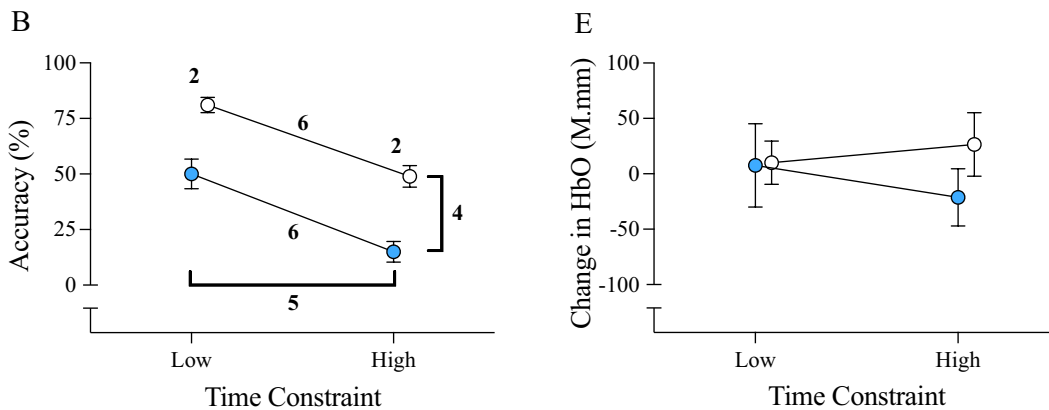 B
Accuracy (%)
100
75
50
25
0
2
6
2
6
4
5
Low
High
Time Constraint
E
Change in HbO (M.mm)
100
50
0
-50
-100
Low
High
Time Constraint